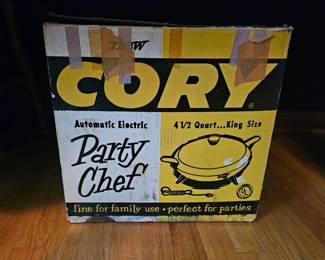 new
CORY®
Automatic Electric
4 1/2 Quart...King Size
Party
Chef
fine for family use • perfect for parties